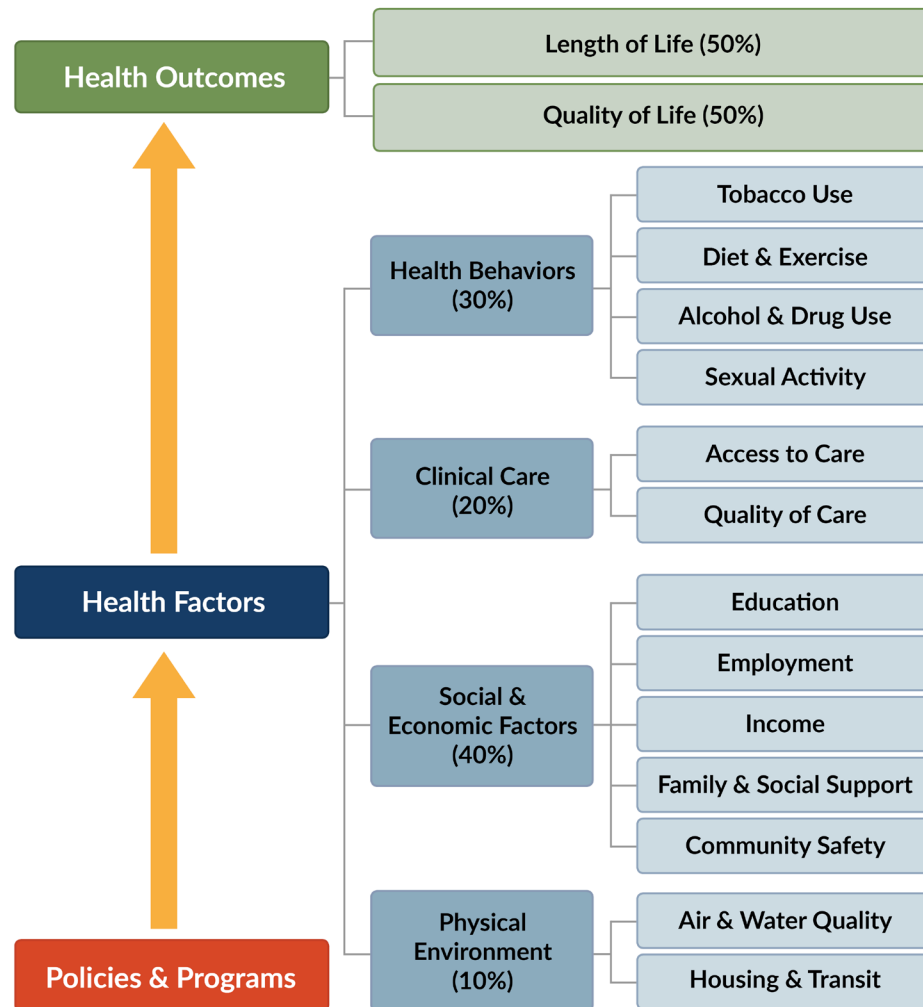 Health Outcomes
Length of Life (50%)
Quality of Life (50%)
Health Factors
Health Behaviors
(30%)
Tobacco Use
Diet & Exercise
Alcohol & Drug Use
Sexual Activity
Clinical Care
(20%)
Access to Care
Quality of Care
Social &
Economic Factors
(40%)
Education
Employment
Income
Family & Social Support
Community Safety
Physical
Environment
(10%)
Air & Water Quality
Housing & Transit
Policies & Programs